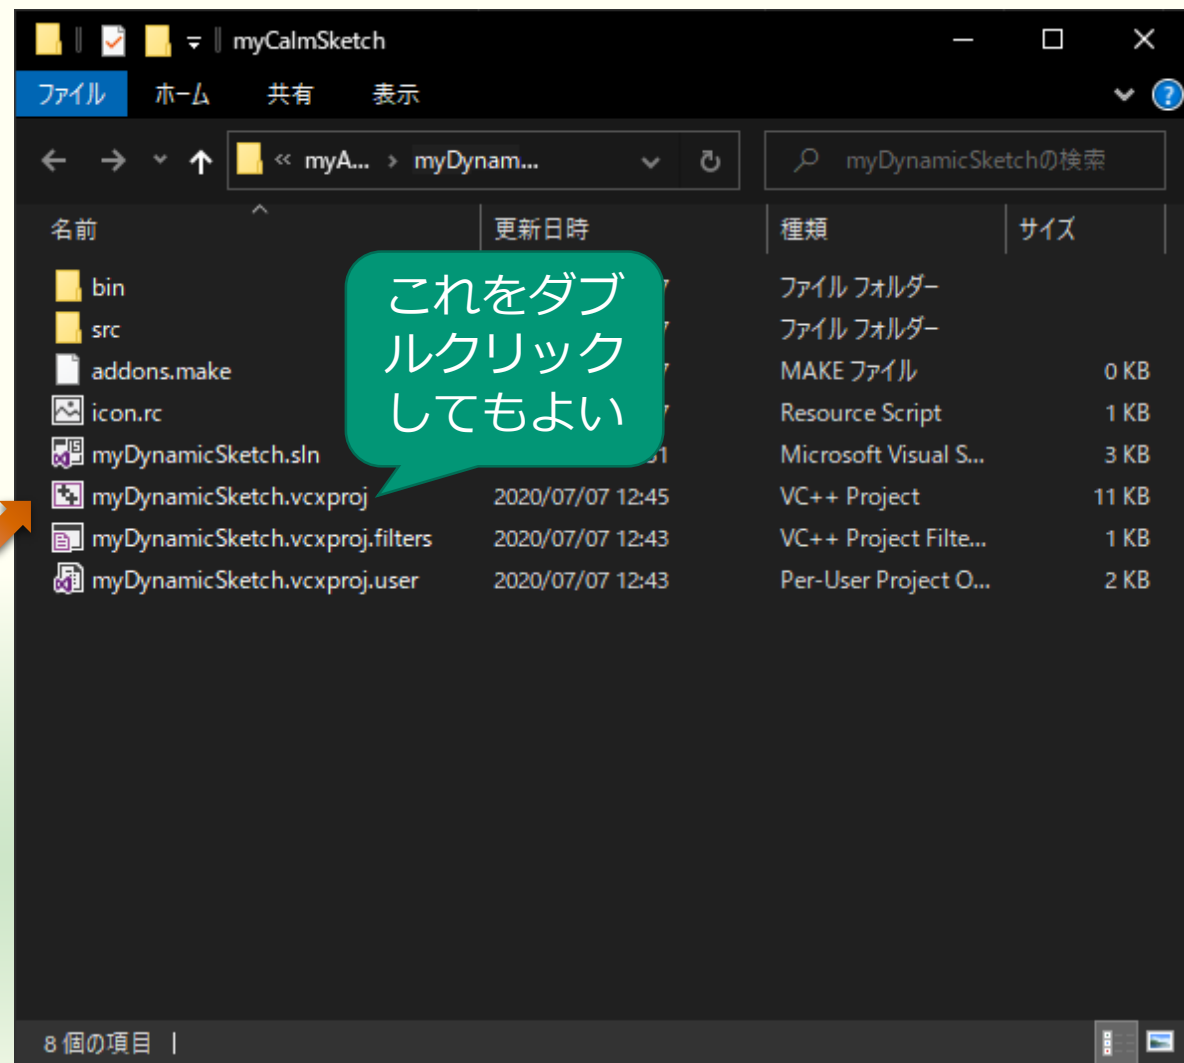 myCalmSketch
ファイル ホーム 共有 表示
« myA... › myDynam... myDynamicSketchの検索
名前 更新日時 種類 サイズ
これをダブ
ルクリック
してもよい
bin ファイル フォルダー
src ファイル フォルダー
addons.make MAKE ファイル 0 KB
icon.rc Resource Script 1 KB
myDynamicSketch.sln Microsoft Visual S... 3 KB
myDynamicSketch.vcxproj 2020/07/07 12:45 VC++ Project 11 KB
myDynamicSketch.vcxproj.filters 2020/07/07 12:43 VC++ Project Filte... 1 KB
myDynamicSketch.vcxproj.user 2020/07/07 12:43 Per-User Project O... 2 KB
8 個の項目